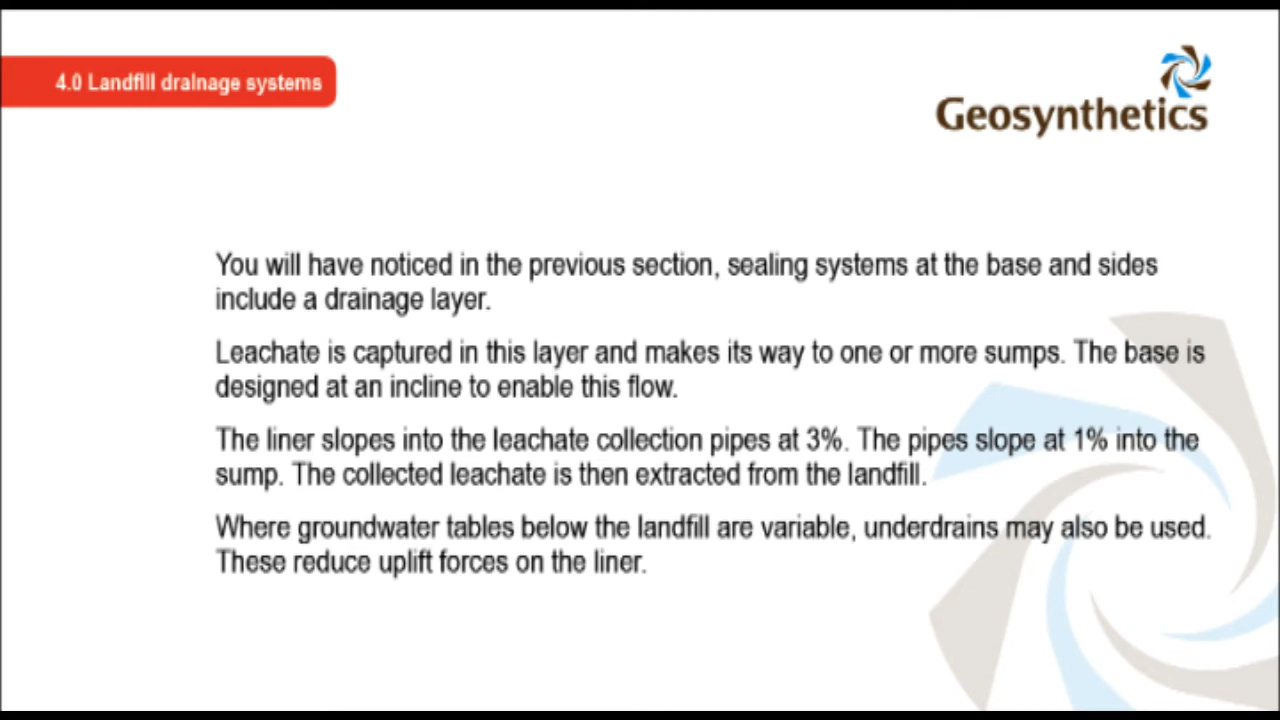 4.0 Landfill drainage systems
Geosynthetics
You will have noticed in the previous section, sealing systems at the base and sides
include a drainage layer.
Leachate is captured in this layer and makes its way to one or more sumps. The base is
designed at an incline to enable this flow.
The liner slopes into the leachate collection pipes at 3%. The pipes slope at 1% into the
sump. The collected leachate is then extracted from the landfill.
Where groundwater tables below the landfill are variable, underdrains may also be used.
These reduce uplift forces on the liner.